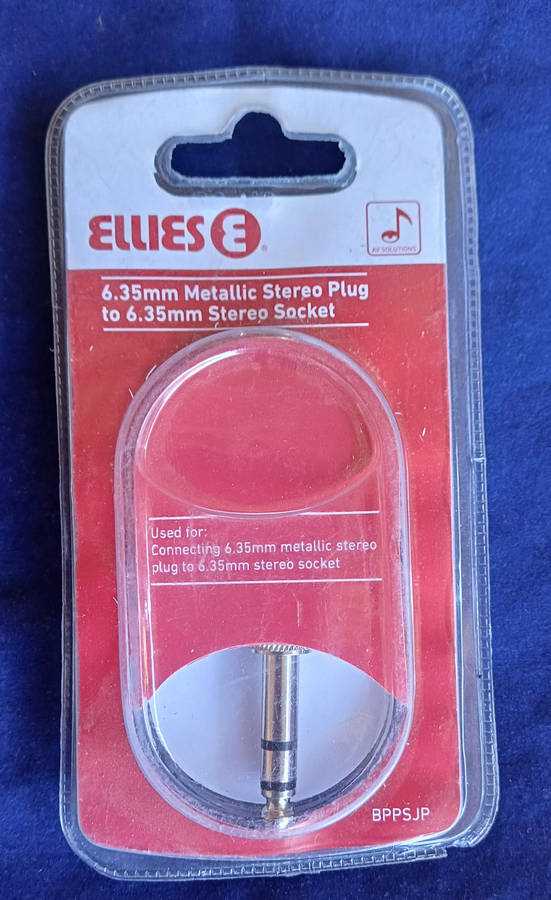 ELLIES E
AV SOLUTIONS
6.35mm Metallic Stereo Plug
to 6.35mm Stereo Socket
Used for:
Connecting 6.35mm metallic stereo
plug to 6.35mm stereo socket
BPPSJP